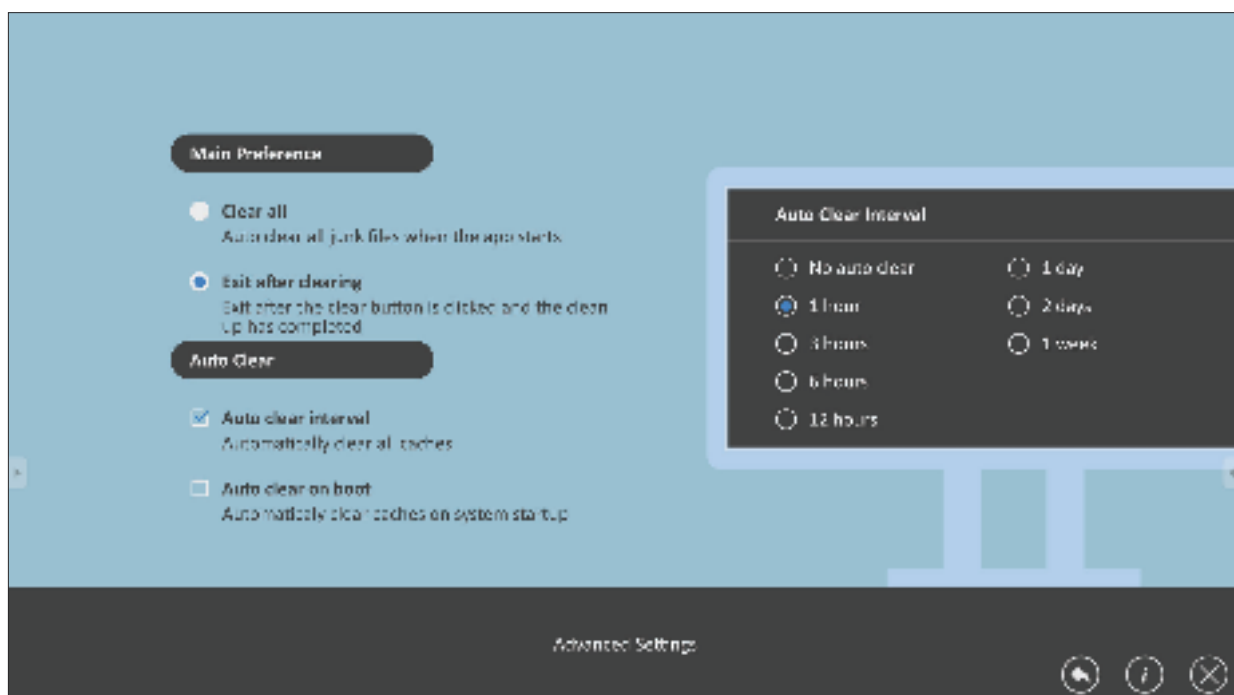 Main Preference
Clear all
Auto clear all junk files when the app starts
Exit after clearing
Exit after the clear button is clicked and the clean
up has completed
Auto Clear
Auto clear interval
Automatically clear all caches
Auto clear on boot
Automaticaly clear caches on system startup
Auto Clear Interval
No auto clear
1 day
1 hour
2 days
3 hours
1 week
6 hours
12 hours
Advanced Settings